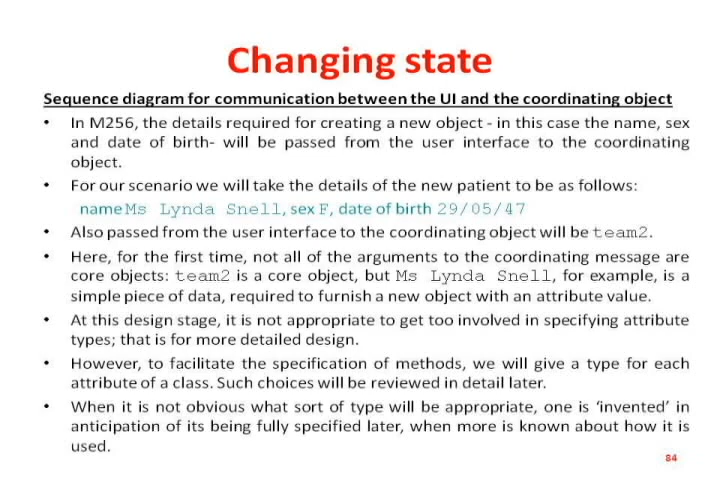 Changing state
Sequence diagram for communication between the UI and the coordinating object
• In M256, the details required for creating a new object - in this case the name, sex
and date of birth- will be passed from the user interface to the coordinating
object.
• For our scenario we will take the details of the new patient to be as follows:
name Ms Lynda Snell, sex F, date of birth 29/05/47
• Also passed from the user interface to the coordinating object will be team2.
• Here, for the first time, not all of the arguments to the coordinating message are
core objects: team2 is a core object, but Ms Lynda Snell, for example, is a
simple piece of data, required to furnish a new object with an attribute value.
• At this design stage, it is not appropriate to get too involved in specifying attribute
types; that is for more detailed design.
• However, to facilitate the specification of methods, we will give a type for each
attribute of a class. Such choices will be reviewed in detail later.
• When it is not obvious what sort of type will be appropriate, one is ‘invented’ in
anticipation of its being fully specified later, when more is known about how it is
used.
84